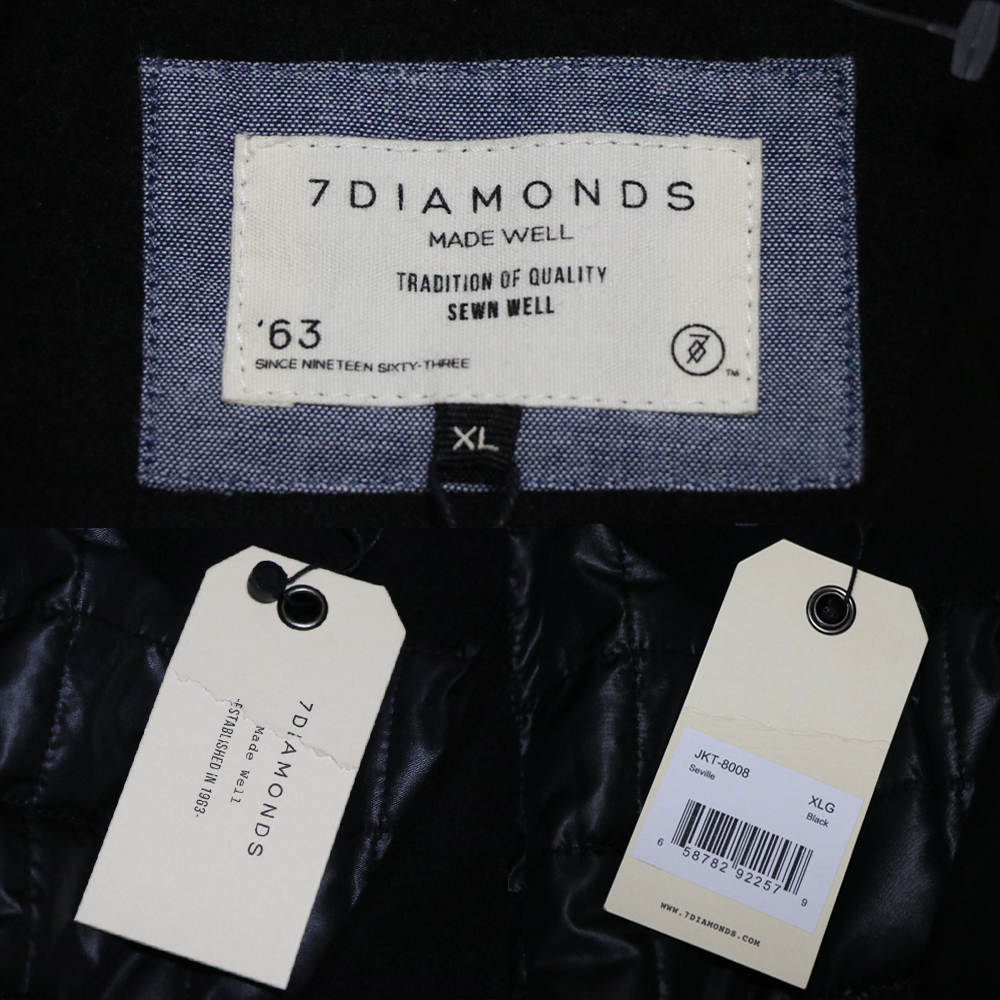 7DIAMONDS
MADE WELL
TRADITION OF QUALITY
SEWN WELL
'63
SINCE NINETEEN SIXTY-THREE
7
TM
XL
7DIAMONDS
Made Well
-ESTABLISHED IN 1963-
JKT-8008
Seville
XLG
Black
6 58782 92257 9
WWW.7DIAMONDS.COM